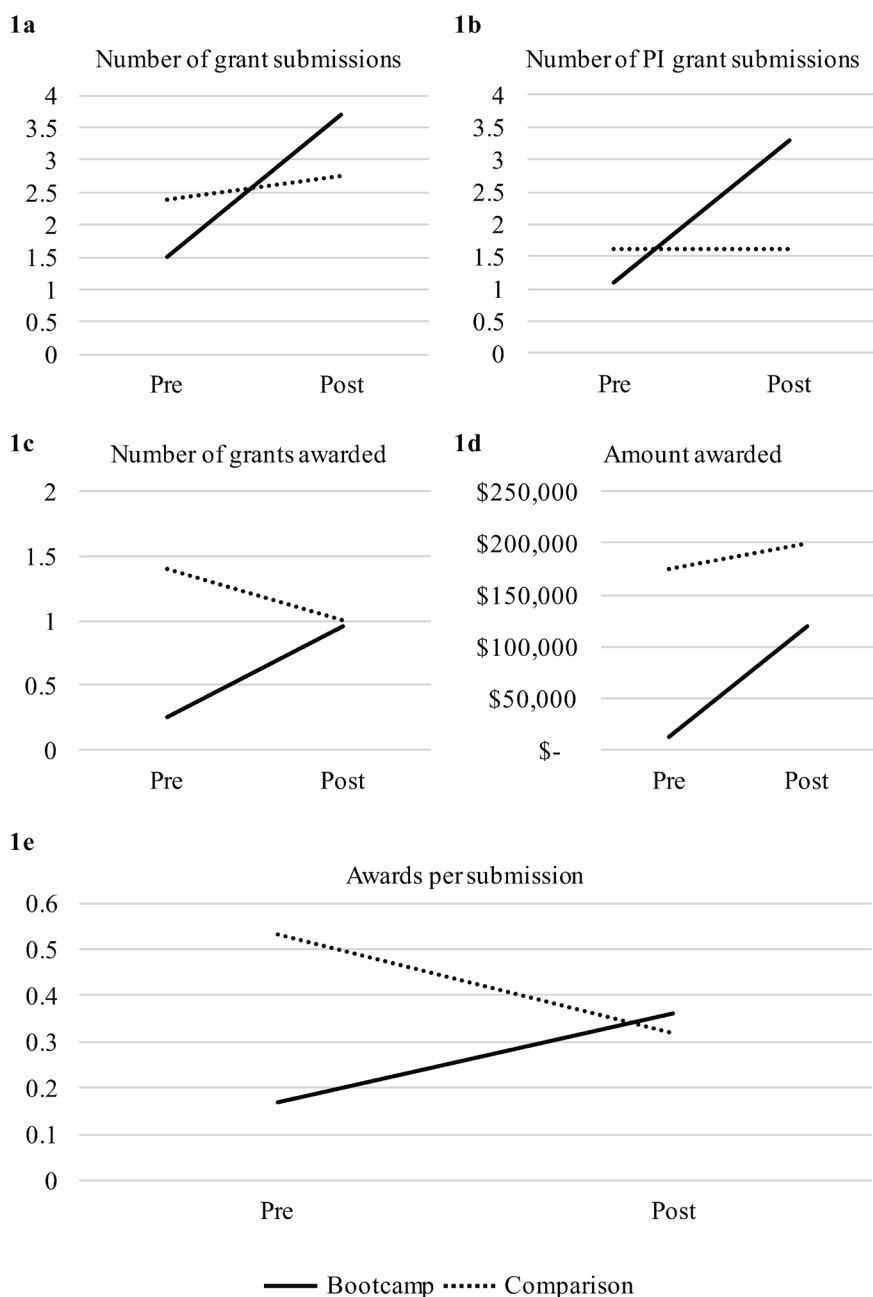 1a
Number of grant submissions
4
3.5
3
2.5
2
1.5
1
0.5
0
Pre Post
1b
Number of PI grant submissions
4
3.5
3
2.5
2
1.5
1
0.5
0
Pre Post
1c
Number of grants awarded
2
1.5
1
0.5
0
Pre Post
1d
Amount awarded
$250,000
$200,000
$150,000
$100,000
$50,000
$-
Pre Post
1e
Awards per submission
0.6
0.5
0.4
0.3
0.2
0.1
0
Pre Post
Bootcamp Comparison